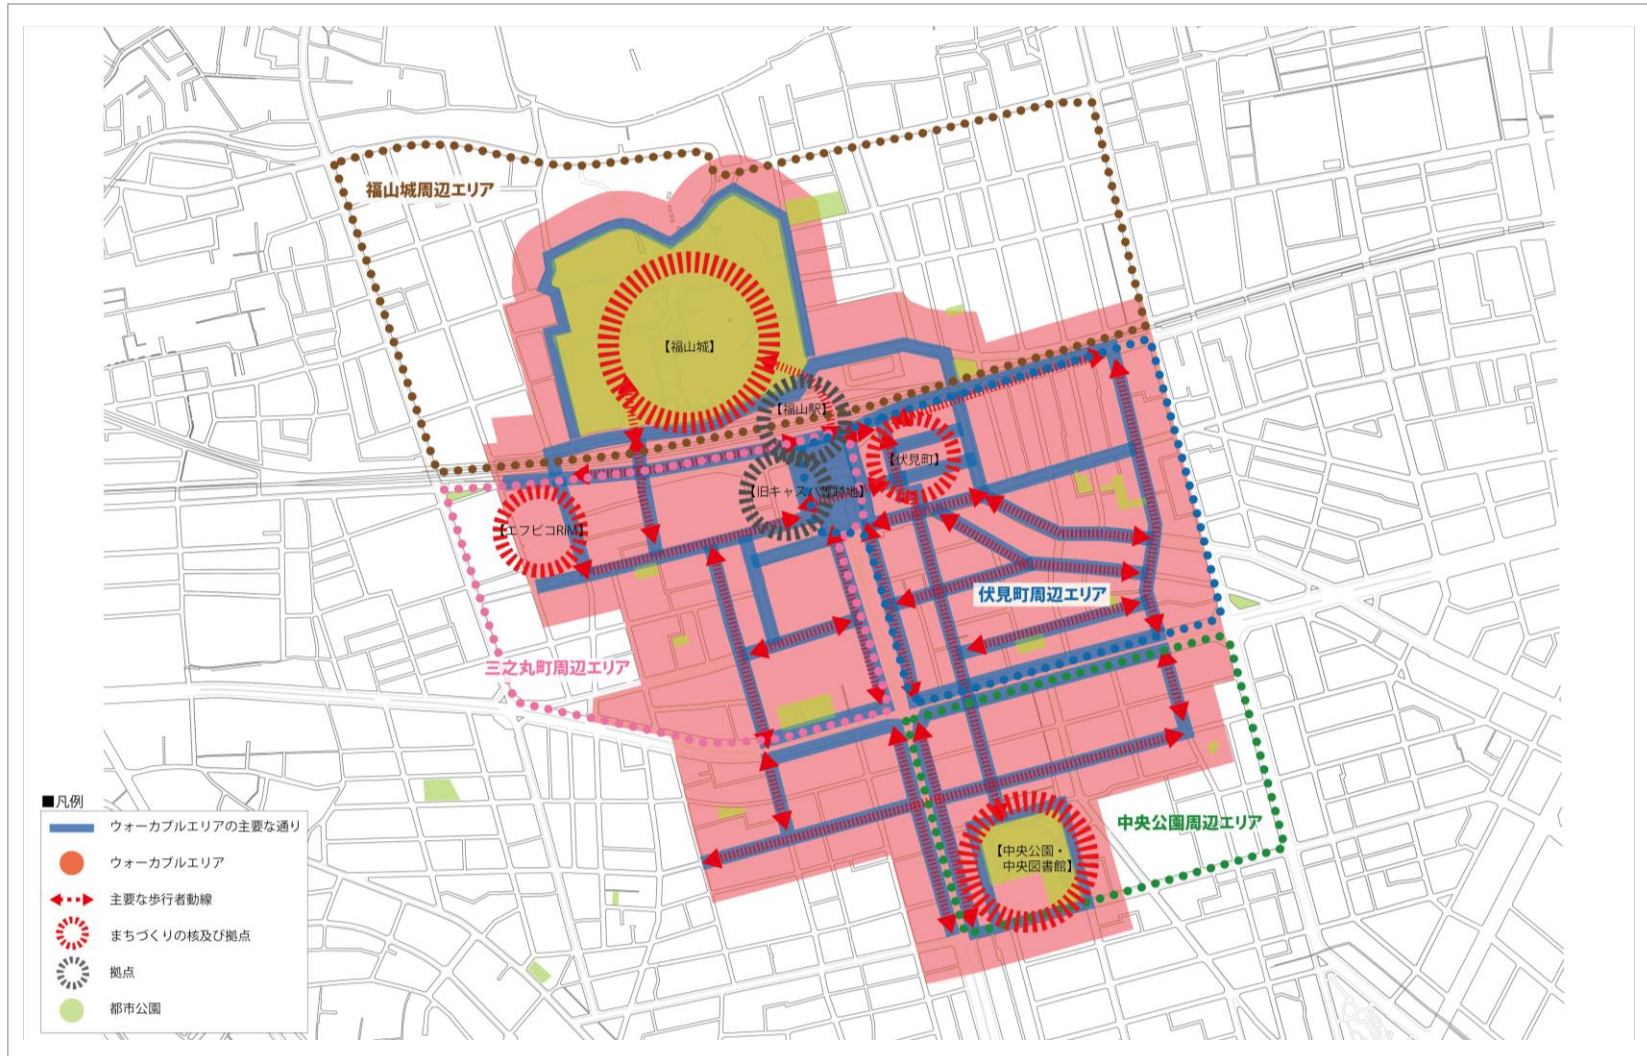 福山城周辺エリア
【福山城】
【福山駅】
【伏見町】
【旧キャスパ等跡地】
【エフピコRiM】
伏見町周辺エリア
三之丸町周辺エリア
中央公園周辺エリア
【中央公園・
中央図書館】
■凡例
ウォーカブルエリアの主要な通り
ウォーカブルエリア
主要な歩行者動線
まちづくりの核及び拠点
拠点
都市公園